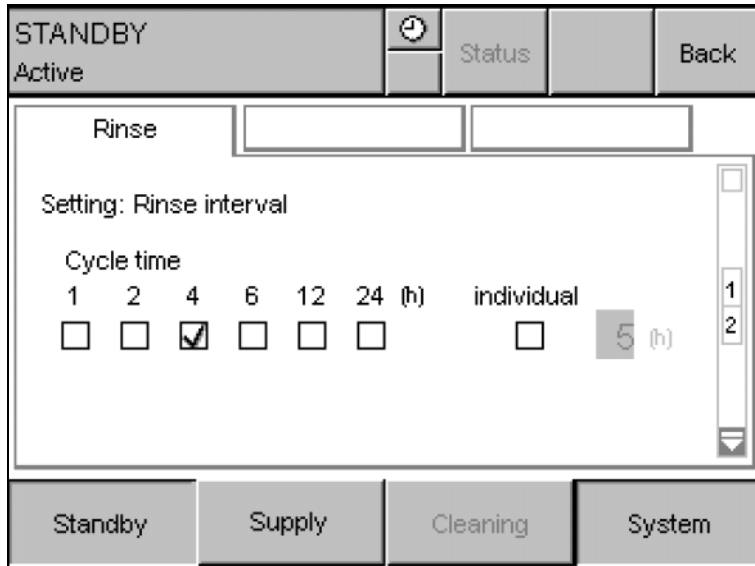 STANDBY
Active
Status
Back
Rinse
Setting: Rinse interval
Cycle time
1 2 4 6 12 24 (h) individual
5 (h)
1
2
Standby Supply Cleaning System